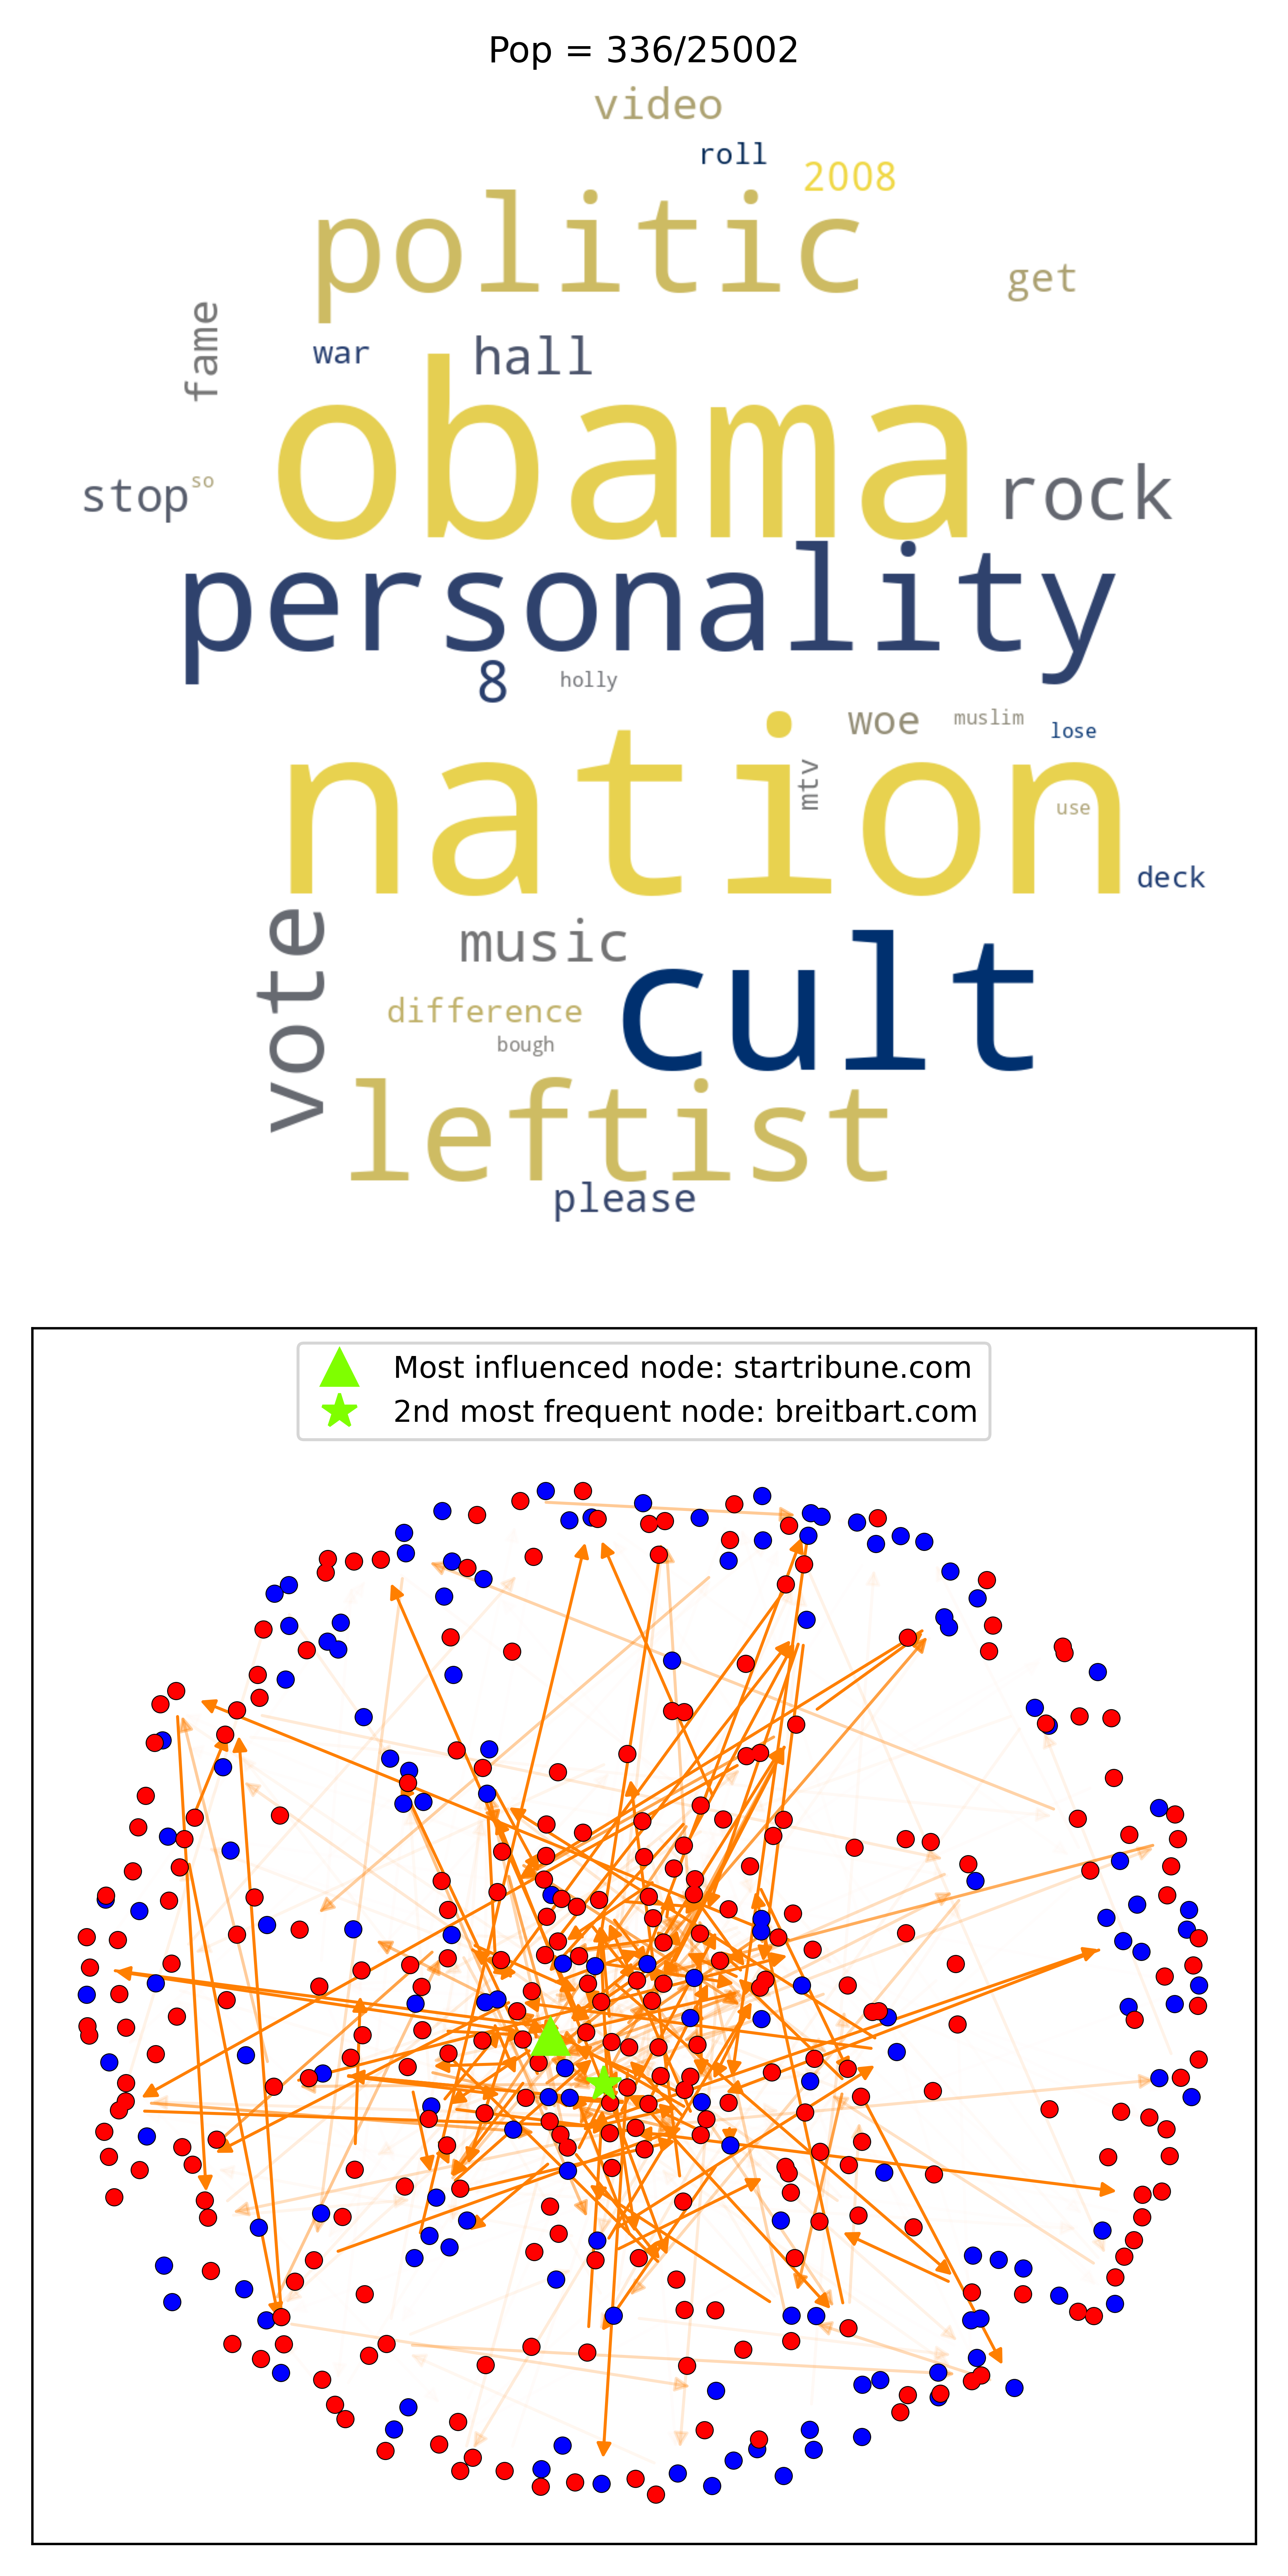 Pop = 336/25002
video
roll
2008
politic
get
fame
war
hall
obama
rock
stop
so
personality
8
holly
woe
muslim
lose
nation
mtv
use
deck
vote
music
cult
difference
bough
leftist
please
Most influenced node: startribune.com
2nd most frequent node: breitbart.com